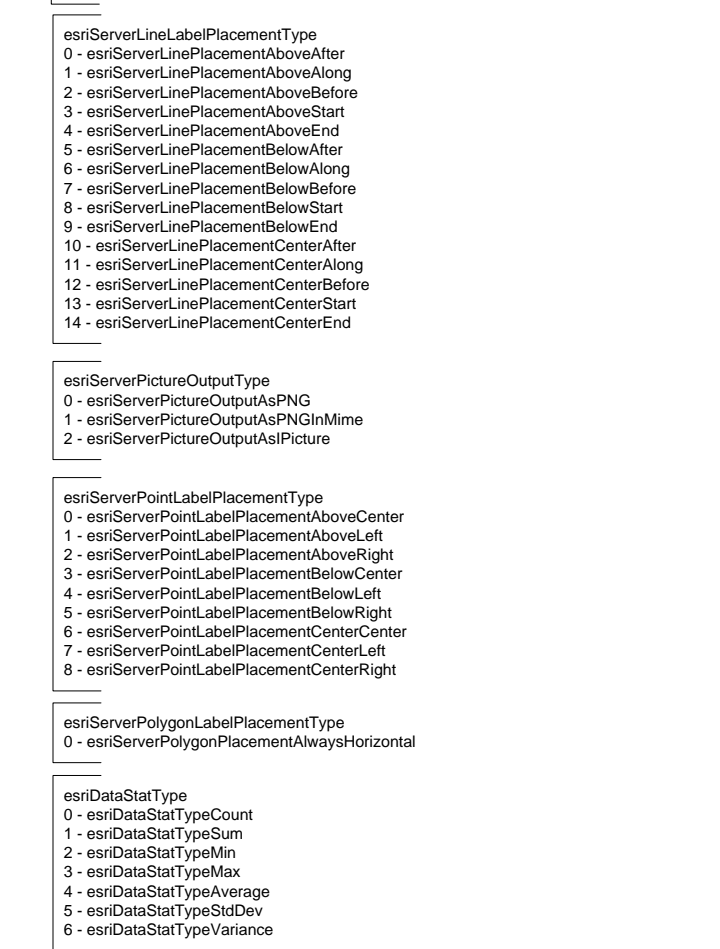 esriServerLineLabelPlacementType
0 - esriServerLinePlacementAboveAfter
1 - esriServerLinePlacementAboveAlong
2 - esriServerLinePlacementAboveBefore
3 - esriServerLinePlacementAboveStart
4 - esriServerLinePlacementAboveEnd
5 - esriServerLinePlacementBelowAfter
6 - esriServerLinePlacementBelowAlong
7 - esriServerLinePlacementBelowBefore
8 - esriServerLinePlacementBelowStart
9 - esriServerLinePlacementBelowEnd
10 - esriServerLinePlacementCenterAfter
11 - esriServerLinePlacementCenterAlong
12 - esriServerLinePlacementCenterBefore
13 - esriServerLinePlacementCenterStart
14 - esriServerLinePlacementCenterEnd
esriServerPictureOutputType
0 - esriServerPictureOutputAsPNG
1 - esriServerPictureOutputAsPNGInMime
2 - esriServerPictureOutputAsIPicture
esriServerPointLabelPlacementType
0 - esriServerPointLabelPlacementAboveCenter
1 - esriServerPointLabelPlacementAboveLeft
2 - esriServerPointLabelPlacementAboveRight
3 - esriServerPointLabelPlacementBelowCenter
4 - esriServerPointLabelPlacementBelowLeft
5 - esriServerPointLabelPlacementBelowRight
6 - esriServerPointLabelPlacementCenterCenter
7 - esriServerPointLabelPlacementCenterLeft
8 - esriServerPointLabelPlacementCenterRight
esriServerPolygonLabelPlacementType
0 - esriServerPolygonPlacementAlwaysHorizontal
esriDataStatType
0 - esriDataStatTypeCount
1 - esriDataStatTypeSum
2 - esriDataStatTypeMin
3 - esriDataStatTypeMax
4 - esriDataStatTypeAverage
5 - esriDataStatTypeStdDev
6 - esriDataStatTypeVariance